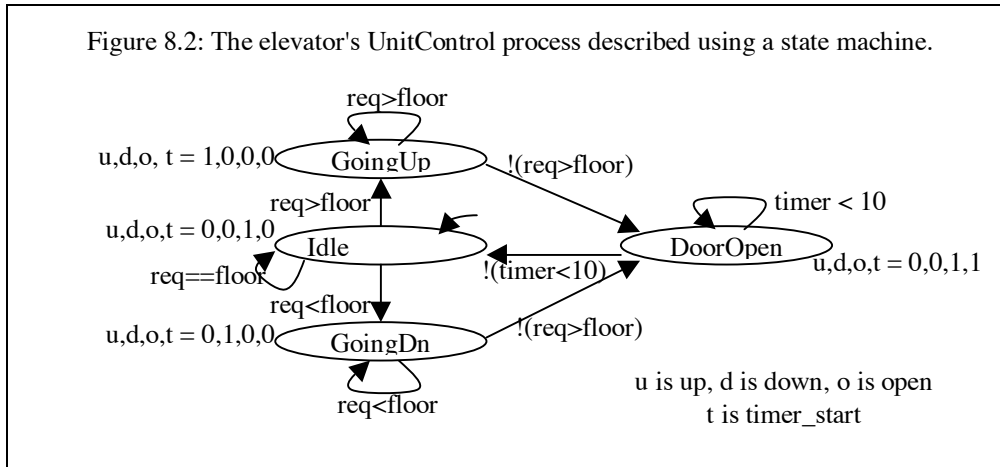 Figure 8.2: The elevator's UnitControl process described using a state machine.
req>floor
u,d,o, t = 1,0,0,0
GoingUp
!(req>floor)
req>floor
timer < 10
u,d,o,t = 0,0,1,0
Idle
DoorOpen
u,d,o,t = 0,0,1,1
req==floor
!(timer<10)
req<floor
u,d,o,t = 0,1,0,0
GoingDn
!(req>floor)
req<floor
u is up, d is down, o is open
t is timer_start